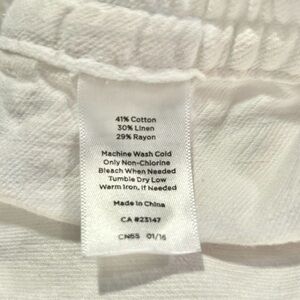 41% Cotton
30% Linen
29% Rayon
Machine Wash Cold
Only Non-Chlorine
Bleach When Needed
Tumble Dry Low
Warm Iron, if Needed
Made in China
CA #23147
CN65 01/16